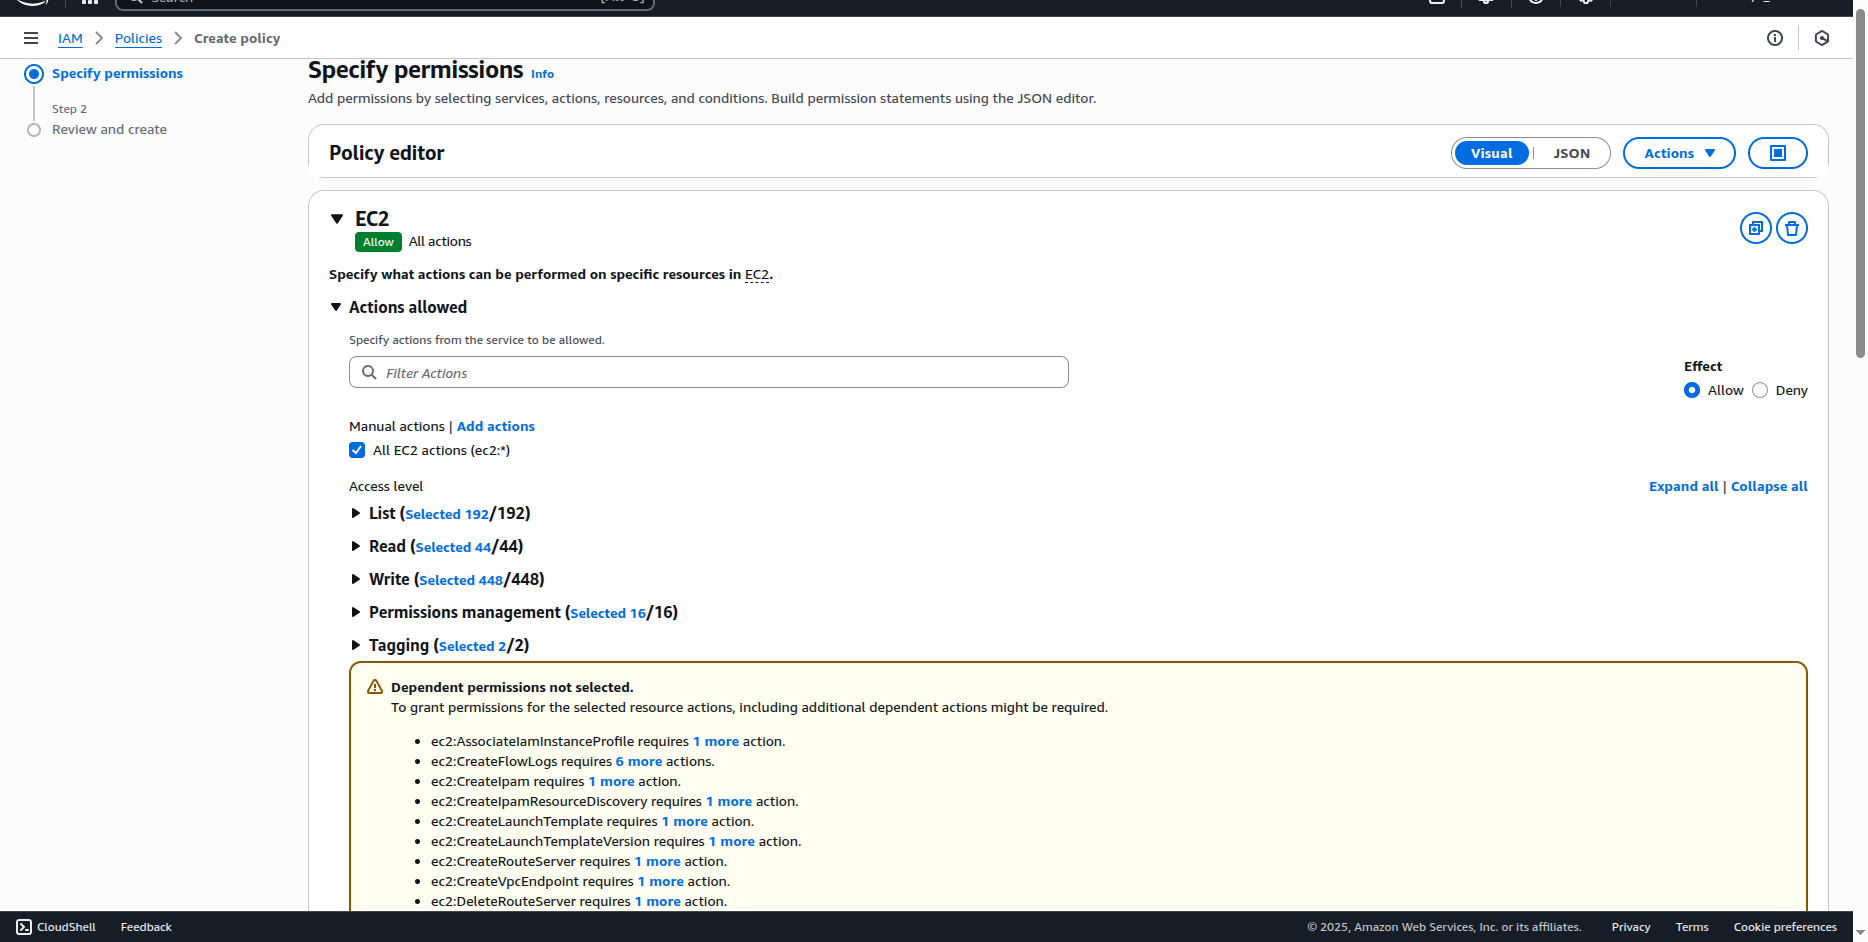 IAM > Policies > Create policy
Specify permissions
Step 2
Review and create
Specify permissions Info
Add permissions by selecting services, actions, resources, and conditions. Build permission statements using the JSON editor.
Policy editor
Visual | JSON
Actions
EC2
Allow All actions
Specify what actions can be performed on specific resources in EC2.
Actions allowed
Specify actions from the service to be allowed.
Filter Actions
Effect
Allow Deny
Manual actions | Add actions
All EC2 actions (ec2:*)
Access level
Expand all | Collapse all
List (Selected 192/192)
Read (Selected 44/44)
Write (Selected 448/448)
Permissions management (Selected 16/16)
Tagging (Selected 2/2)
Dependent permissions not selected.
To grant permissions for the selected resource actions, including additional dependent actions might be required.
• ec2:AssociateIamInstanceProfile requires 1 more action.
• ec2:CreateFlowLogs requires 6 more actions.
• ec2:CreateIpam requires 1 more action.
• ec2:CreateIpamResourceDiscovery requires 1 more action.
• ec2:CreateLaunchTemplate requires 1 more action.
• ec2:CreateLaunchTemplateVersion requires 1 more action.
• ec2:CreateRouteServer requires 1 more action.
• ec2:CreateVpcEndpoint requires 1 more action.
• ec2:DeleteRouteServer requires 1 more action.
CloudShell Feedback
© 2025, Amazon Web Services, Inc. or its affiliates. Privacy Terms Cookie preferences